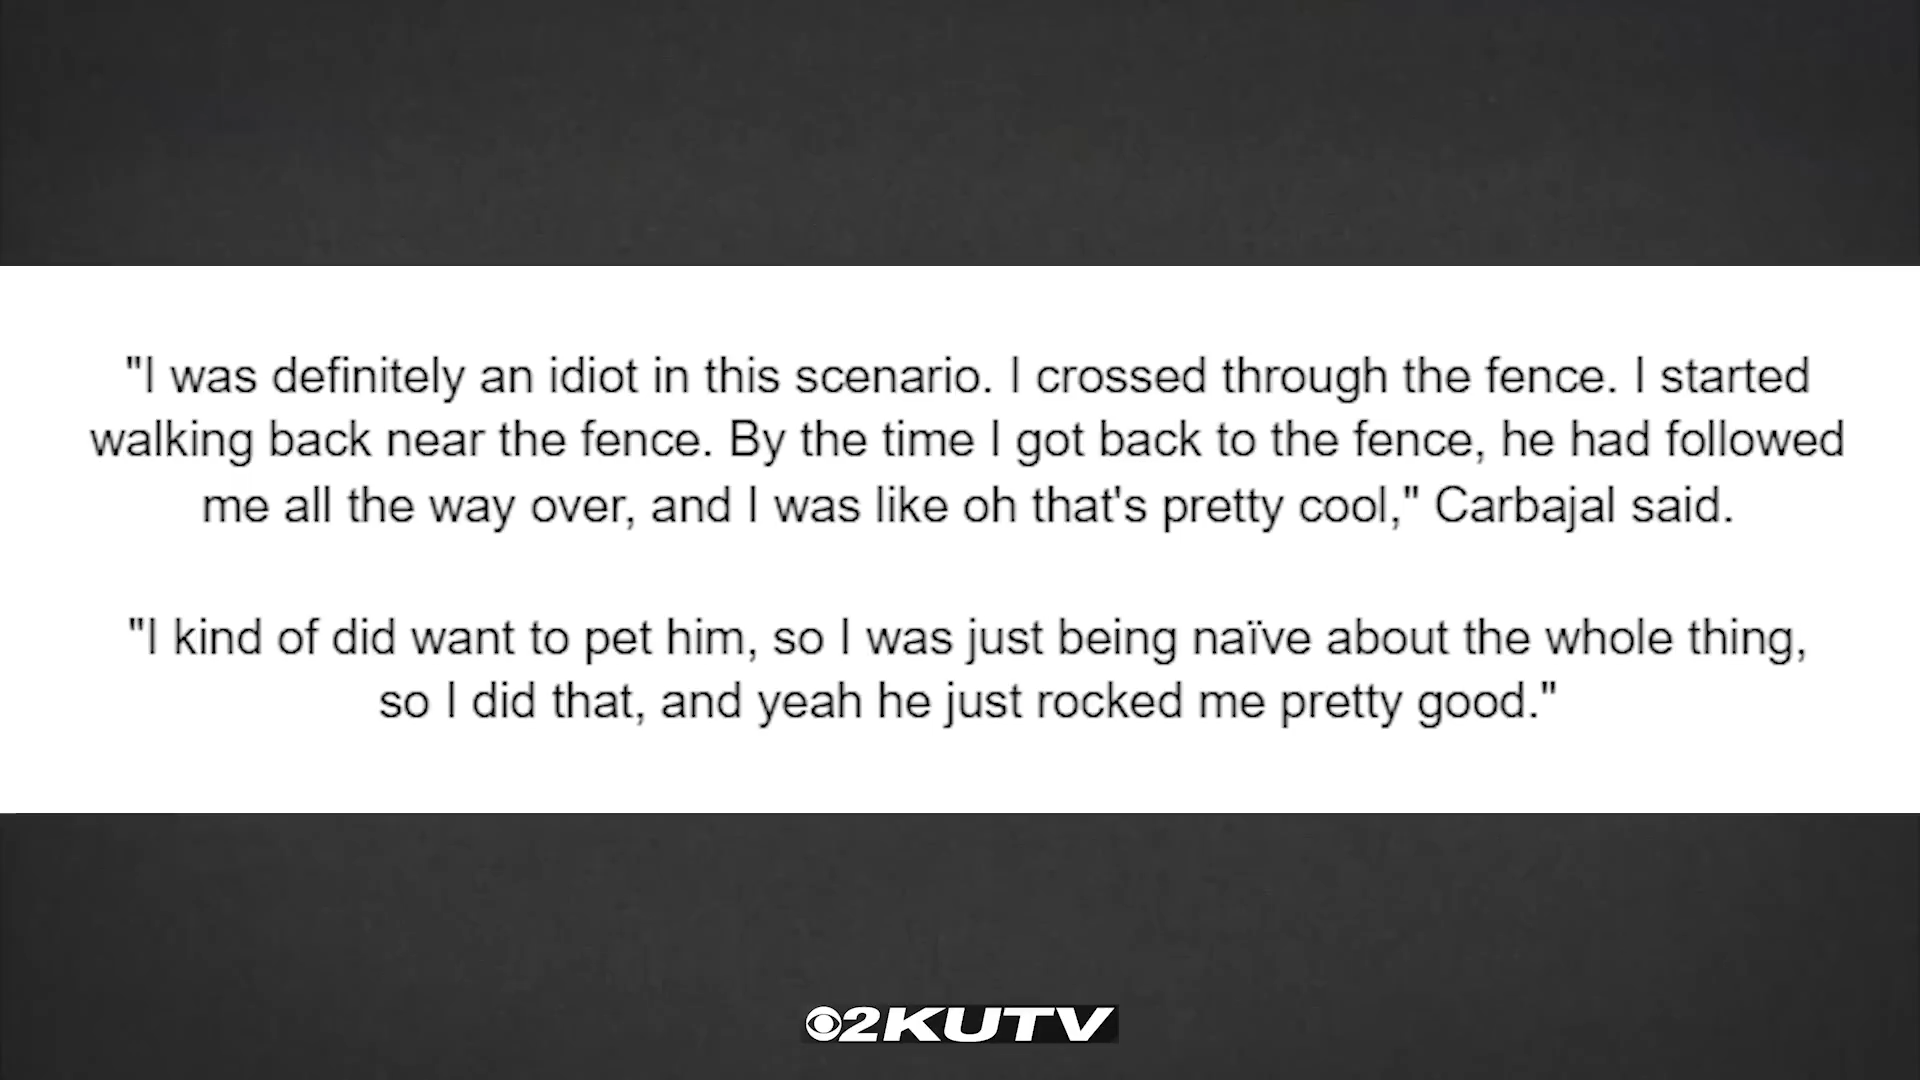 "I was definitely an idiot in this scenario. I crossed through the fence. I started
walking back near the fence. By the time I got back to the fence, he had followed
me all the way over, and I was like oh that's pretty cool," Carbajal said.
"I kind of did want to pet him, so I was just being naïve about the whole thing,
so I did that, and yeah he just rocked me pretty good."
2KUTV